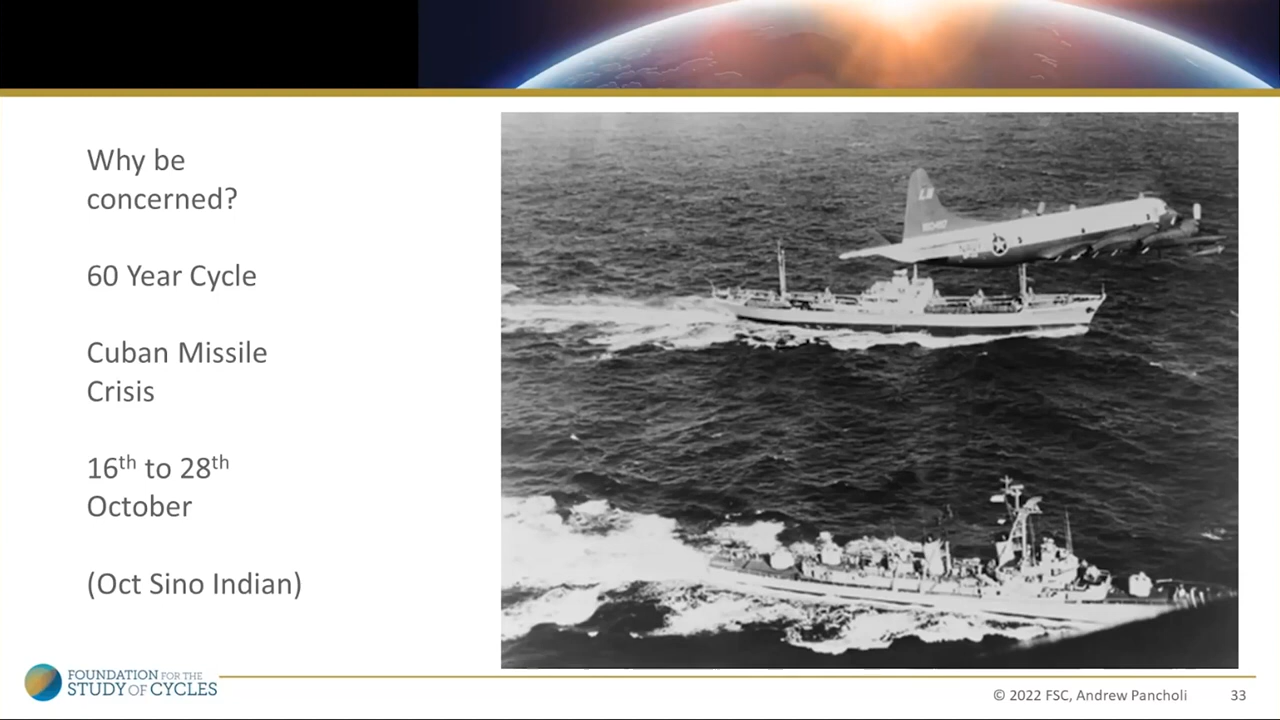 Why be
concerned?
60 Year Cycle
Cuban Missile
Crisis
16th to 28th
October
(Oct Sino Indian)
FOUNDATION FOR THE
STUDY OF CYCLES
© 2022 FSC, Andrew Pancholi
33